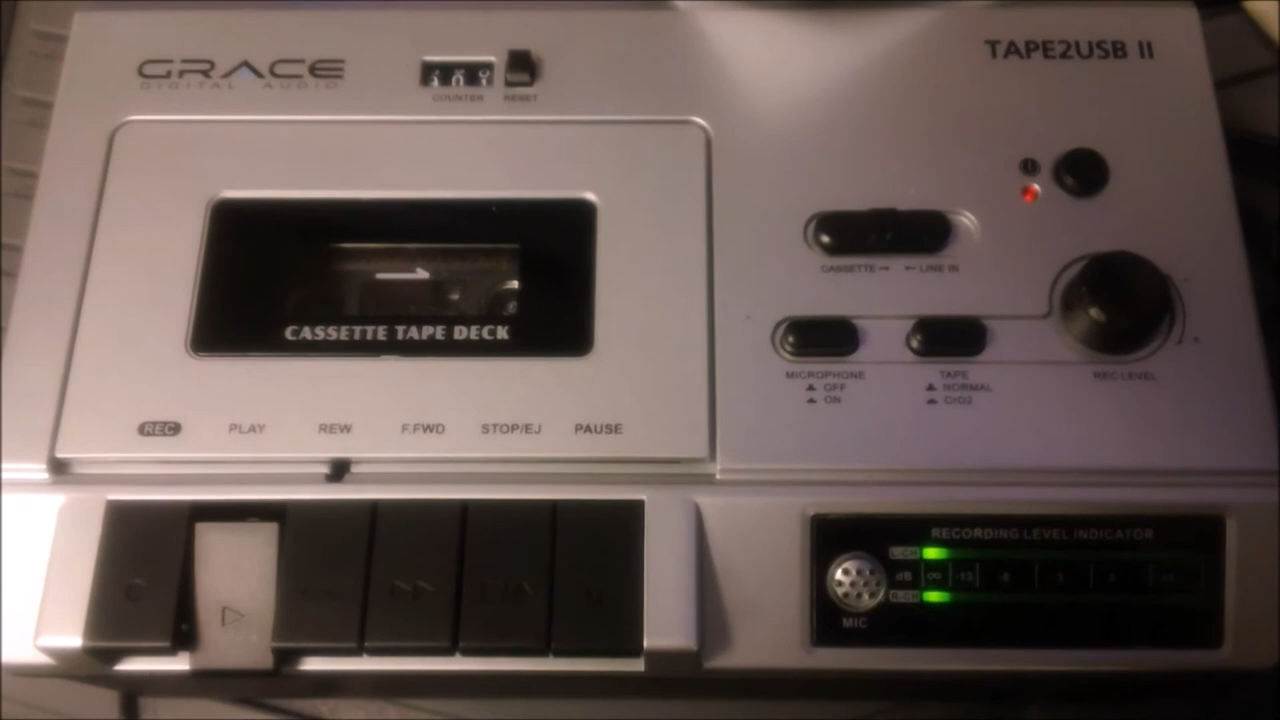 GRACE
DIGITAL AUDIO
COUNTER
RESET
TAPE2USB II
CASSETTE→ ←LINE IN
CASSETTE TAPE DECK
MICROPHONE
OFF
ON
TAPE
NORMAL
CrO2
REC LEVEL
REC PLAY REW F.FWD STOP/EJ PAUSE
RECORDING LEVEL INDICATOR
L-CH
dB ∞ -15
R-CH
MIC